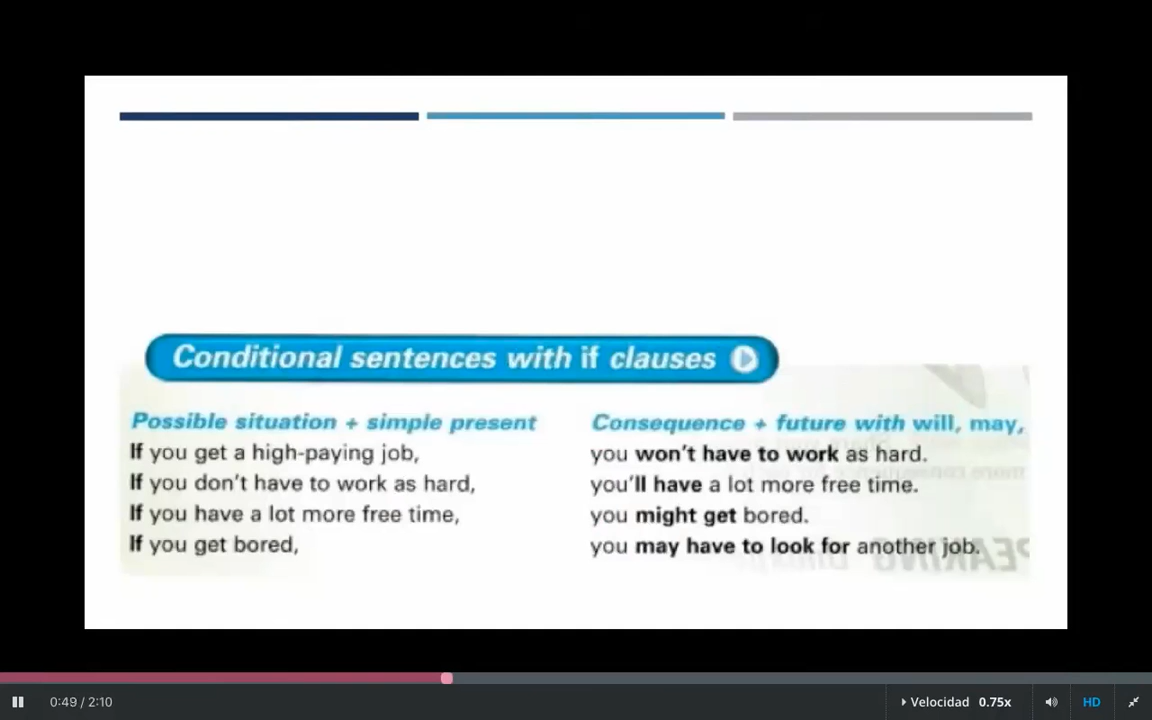 Conditional sentences with if clauses
Possible situation + simple present
If you get a high-paying job,
If you don't have to work as hard,
If you have a lot more free time,
If you get bored,
Consequence + future with will, may,
you won't have to work as hard.
you'll have a lot more free time.
you might get bored.
you may have to look for another job.
0:49 / 2:10
Velocidad 0.75x
HD